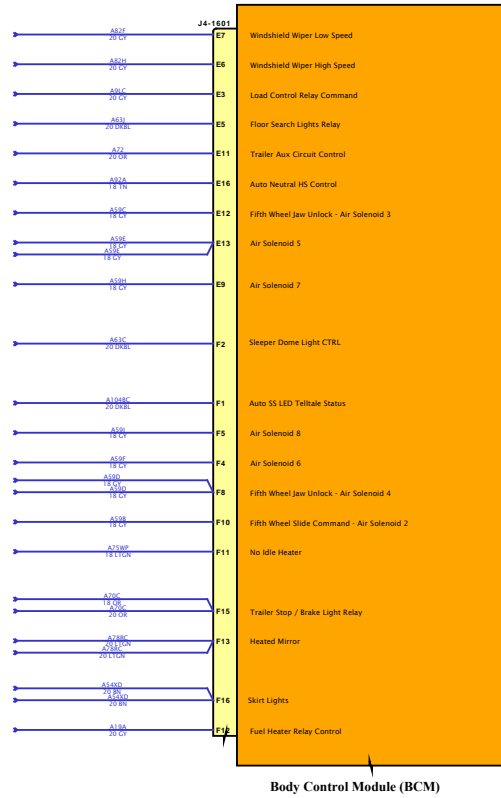 J4-1601
A82F
20 GY
E7
Windshield Wiper Low Speed
A82H
20 GY
E6
Windshield Wiper High Speed
A9LC
20 GY
E3
Load Control Relay Command
A63J
20 DKBL
E5
Floor Search Lights Relay
A72
20 OR
E11
Trailer Aux Circuit Control
A92A
18 TN
E16
Auto Neutral HS Control
A59C
18 GY
E12
Fifth Wheel Jaw Unlock - Air Solenoid 3
A59E
18 GY
A59E
18 GY
E13
Air Solenoid 5
A59H
18 GY
E9
Air Solenoid 7
A63C
20 DKBL
F2
Sleeper Dome Light CTRL
A104BC
20 DKBL
F1
Auto SS LED Telltale Status
A59J
18 GY
F5
Air Solenoid 8
A59F
18 GY
F4
Air Solenoid 6
A59D
18 GY
A59D
18 GY
F8
Fifth Wheel Jaw Unlock - Air Solenoid 4
A59B
18 GY
F10
Fifth Wheel Slide Command - Air Solenoid 2
A75WP
18 LTGN
F11
No Idle Heater
A70C
18 OR
A70C
20 OR
F15
Trailer Stop / Brake Light Relay
A78RC
20 LTGN
A78RC
20 LTGN
F13
Heated Mirror
A54XD
20 BN
A54XD
20 BN
F16
Skirt Lights
A19A
20 GY
F12
Fuel Heater Relay Control
Body Control Module (BCM)